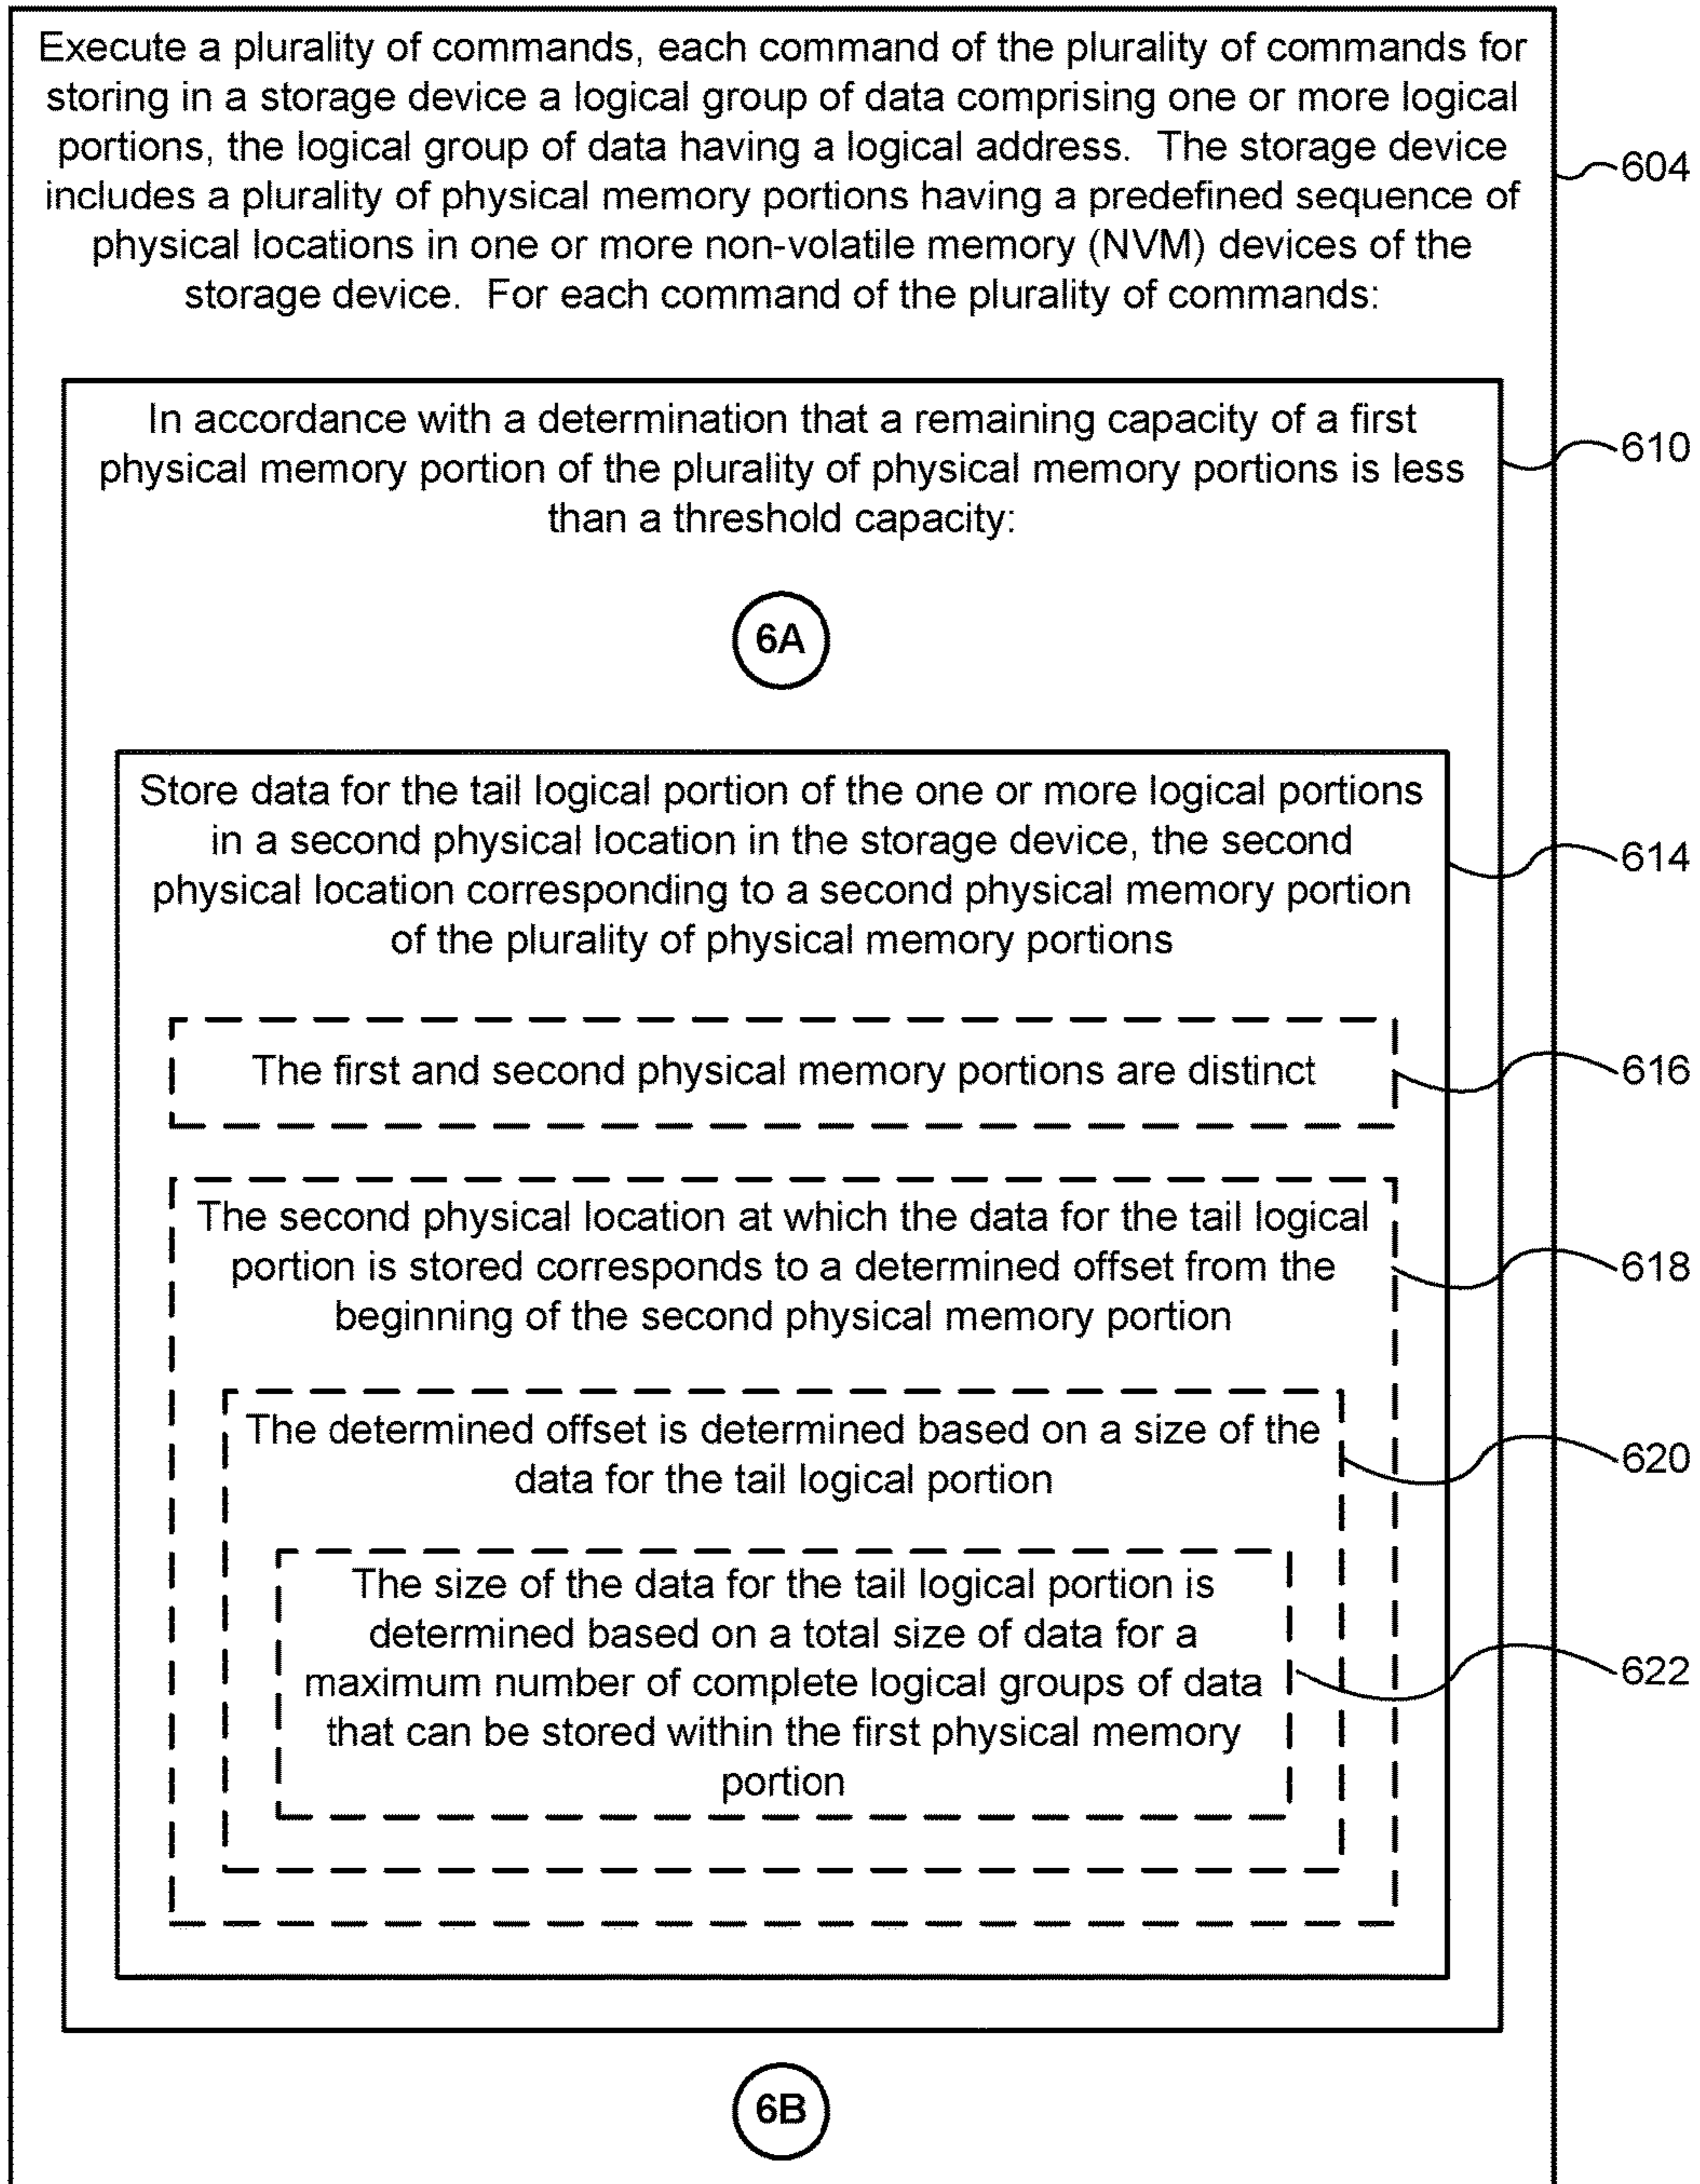 Execute a plurality of commands, each command of the plurality of commands for
storing in a storage device a logical group of data comprising one or more logical
portions, the logical group of data having a logical address.  The storage device
includes a plurality of physical memory portions having a predefined sequence of
physical locations in one or more non-volatile memory (NVM) devices of the
storage device.  For each command of the plurality of commands:
604
In accordance with a determination that a remaining capacity of a first
physical memory portion of the plurality of physical memory portions is less
than a threshold capacity:
610
6A
Store data for the tail logical portion of the one or more logical portions
in a second physical location in the storage device, the second
physical location corresponding to a second physical memory portion
of the plurality of physical memory portions
614
The first and second physical memory portions are distinct
616
The second physical location at which the data for the tail logical
portion is stored corresponds to a determined offset from the
beginning of the second physical memory portion
618
The determined offset is determined based on a size of the
data for the tail logical portion
620
The size of the data for the tail logical portion is
determined based on a total size of data for a
maximum number of complete logical groups of data
that can be stored within the first physical memory
portion
622
6B